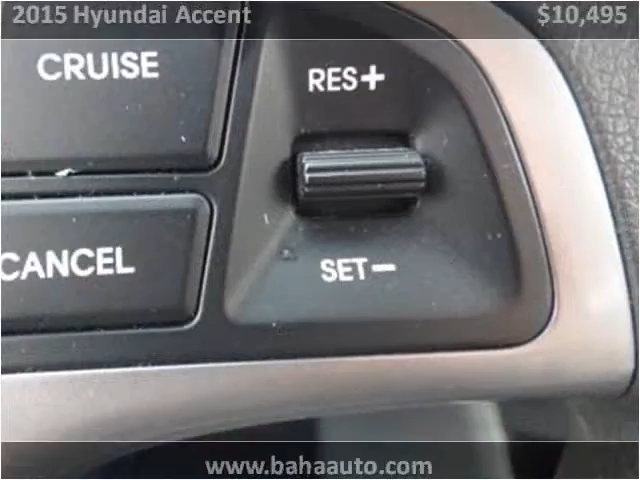 2015 Hyundai Accent $10,495
CRUISE
RES+
CANCEL
SET-
www.bahaauto.com